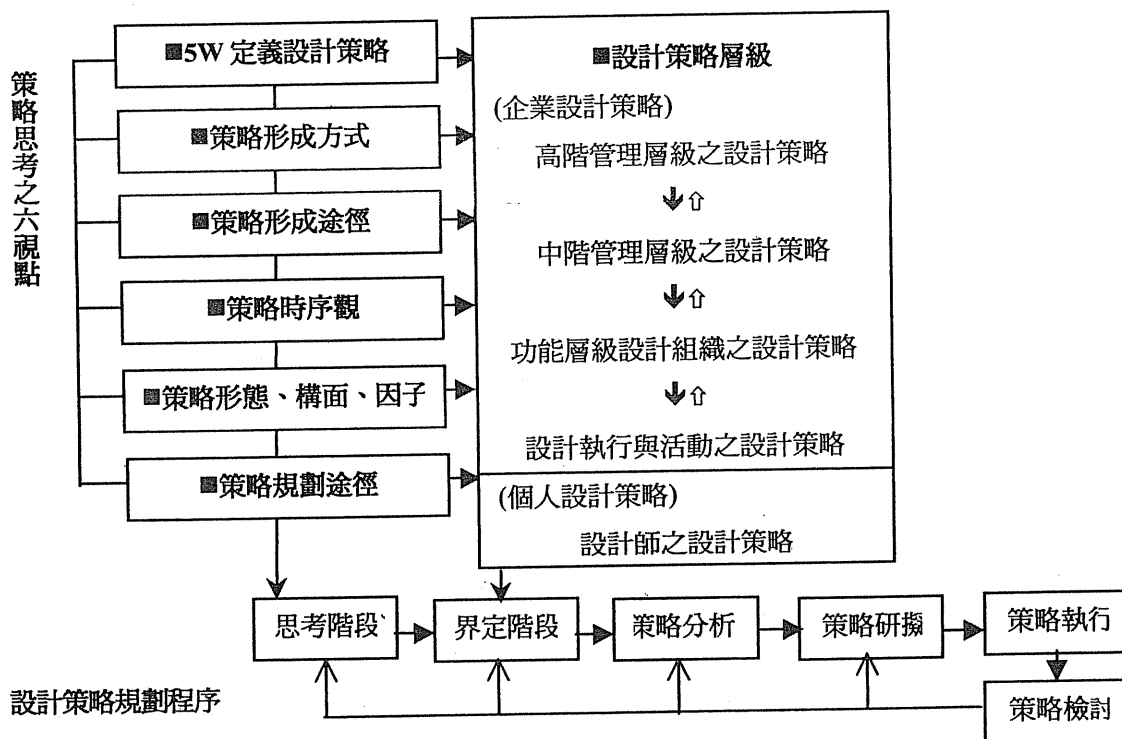 策略思考之六視點
■5W 定義設計策略
■策略形成方式
■策略形成途徑
■策略時序觀
■策略形態、構面、因子
■策略規劃途徑
■設計策略層級
(企業設計策略)
高階管理層級之設計策略
中階管理層級之設計策略
功能層級設計組織之設計策略
設計執行與活動之設計策略
(個人設計策略)
設計師之設計策略
思考階段
界定階段
策略分析
策略研擬
策略執行
策略檢討
設計策略規劃程序